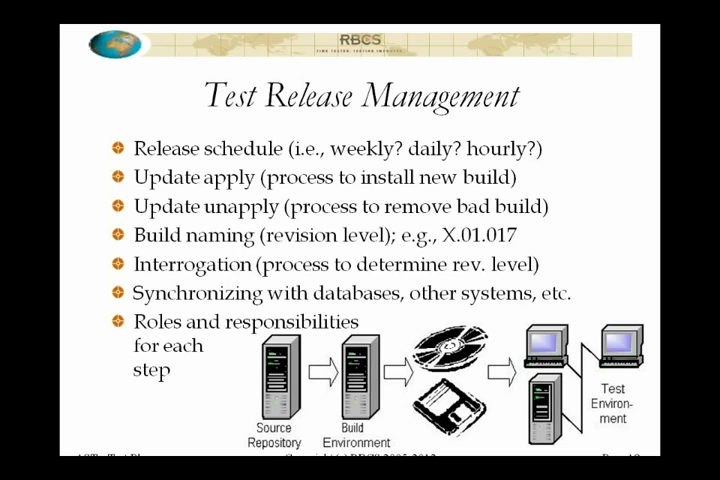 RBCS
Test Release Management
Release schedule (i.e., weekly? daily? hourly?)
Update apply (process to install new build)
Update unapply (process to remove bad build)
Build naming (revision level); e.g., X.01.017
Interrogation (process to determine rev. level)
Synchronizing with databases, other systems, etc.
Roles and responsibilities
for each
step
Source
Repository
Build
Environment
Test
Environ-
ment